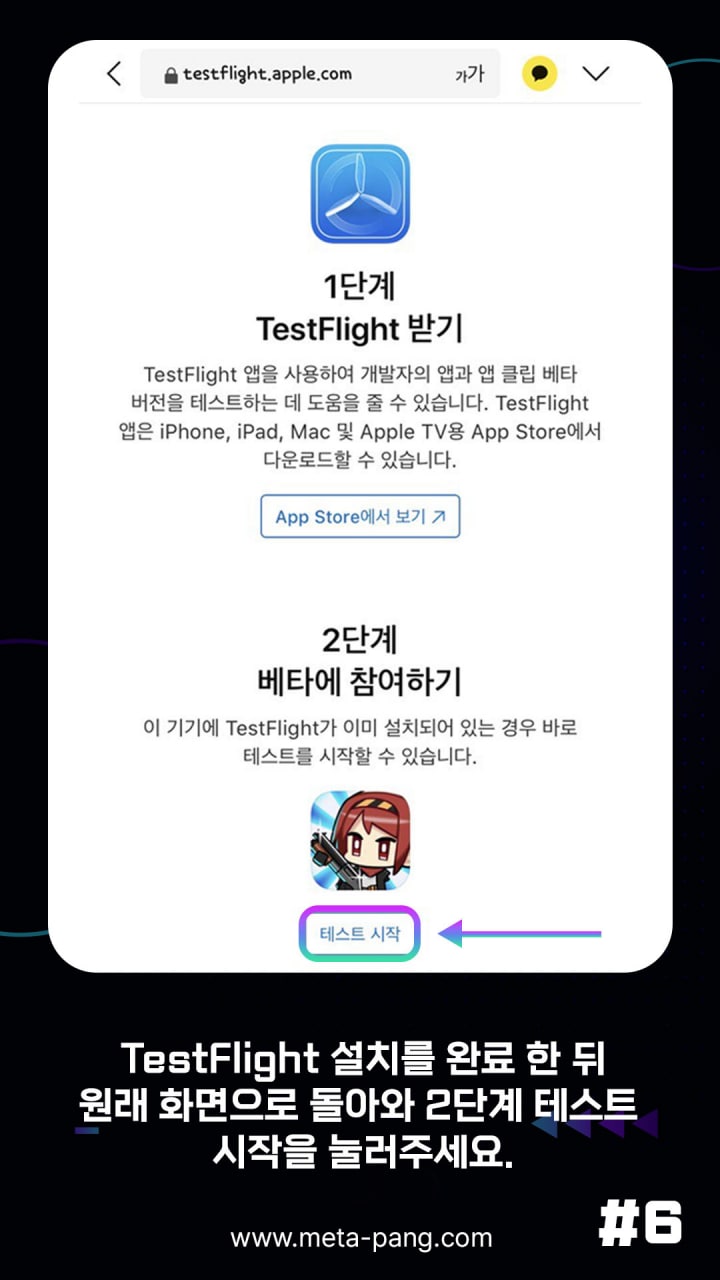 testflight.apple.com
가가
1단계
TestFlight 받기
TestFlight 앱을 사용하여 개발자의 앱과 앱 클립 베타
버전을 테스트하는 데 도움을 줄 수 있습니다. TestFlight
앱은 iPhone, iPad, Mac 및 Apple TV용 App Store에서
다운로드할 수 있습니다.
App Store에서 보기
2단계
베타에 참여하기
이 기기에 TestFlight가 이미 설치되어 있는 경우 바로
테스트를 시작할 수 있습니다.
테스트 시작
TestFlight 설치를 완료 한 뒤
원래 화면으로 돌아와 2단계 테스트
시작을 눌러주세요.
#6
www.meta-pang.com